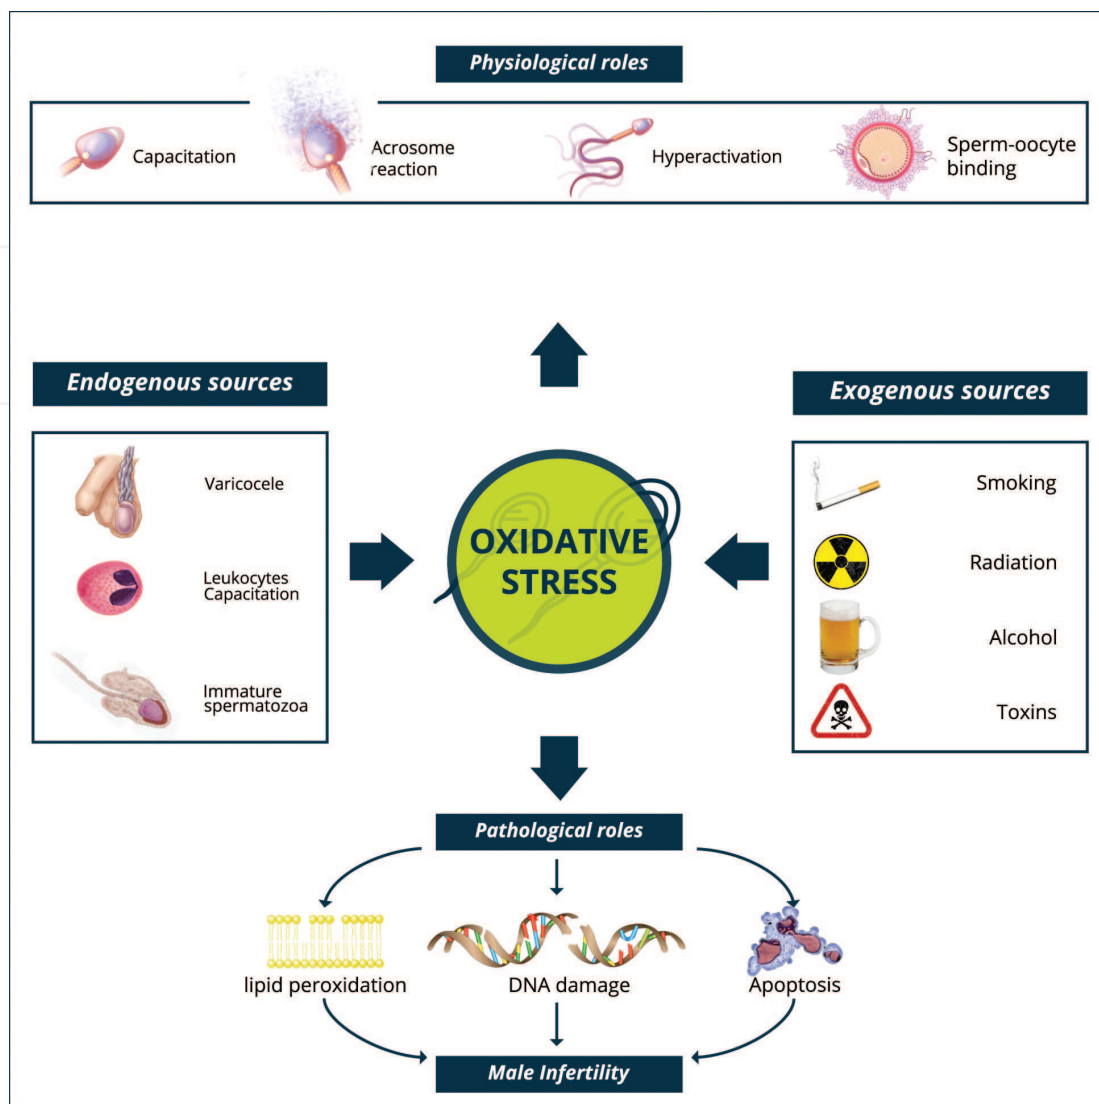 Physiological roles
Capacitation
Acrosome
reaction
Hyperactivation
Sperm-oocyte
binding
Endogenous sources
Varicocele
Leukocytes
Capacitation
Immature
spermatozoa
OXIDATIVE
STRESS
Exogenous sources
Smoking
Radiation
Alcohol
Toxins
Pathological roles
lipid peroxidation
DNA damage
Apoptosis
Male Infertility